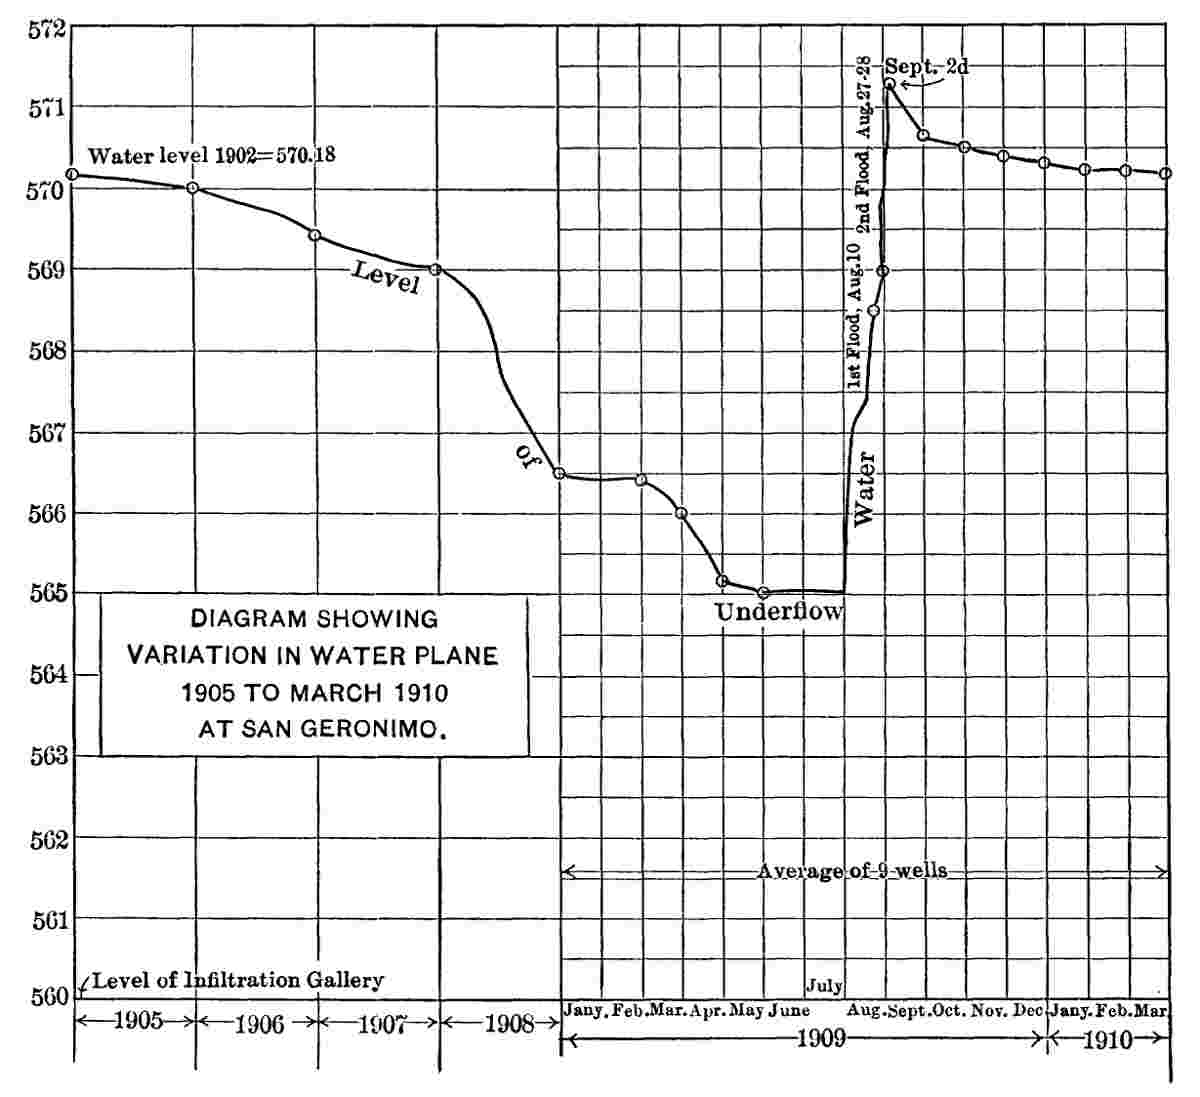 572
571
570
569
568
567
566
565
564
563
562
561
560
Water level 1902=570.18
Level
of
Underflow
Water
1st Flood, Aug.10
2nd Flood, Aug.27-28
Sept. 2d
DIAGRAM SHOWING
VARIATION IN WATER PLANE
1905 TO MARCH 1910
AT SAN GERONIMO.
Average of 9 wells
Level of Infiltration Gallery
July
Jany. Feb. Mar. Apr. May June Aug. Sept. Oct. Nov. Dec. Jany. Feb. Mar.
1905 1906 1907 1908
1909 1910